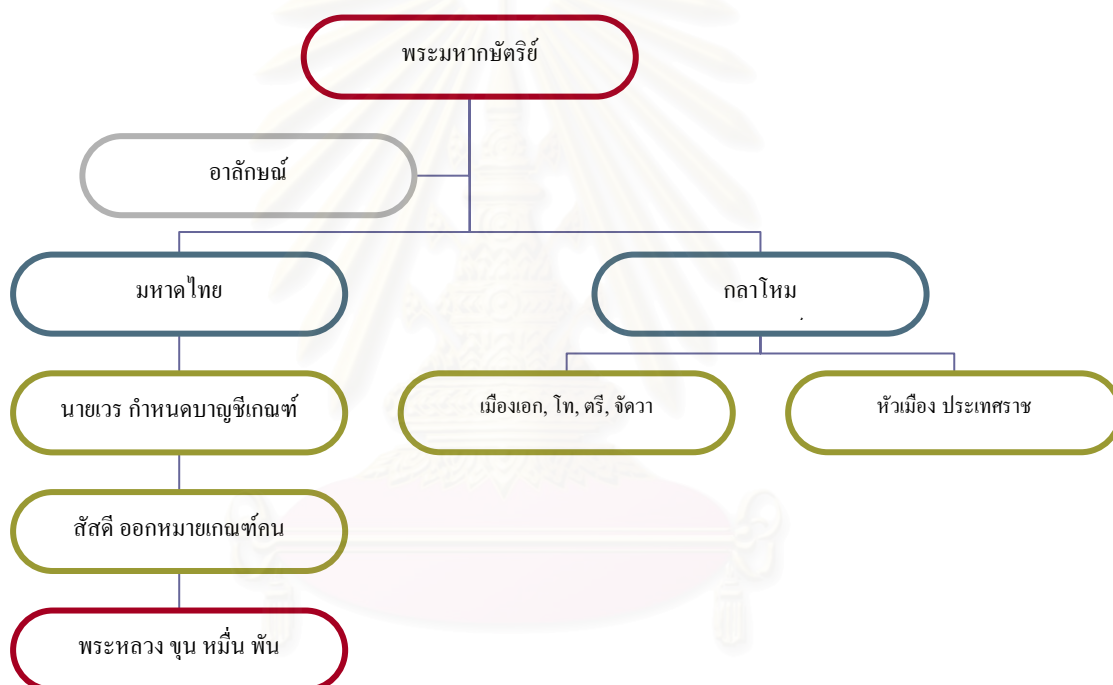 พระมหากษัตริย์
อาลักษณ์
มหาดไทย
กลาโหม
นายเวร กำหนดบาญชีเกณฑ์
เมืองเอก, โท, ตรี, จัตวา
หัวเมือง ประเทศราช
สัสดี ออกหมายเกณฑ์คน
พระหลวง ขุน หมื่น พัน